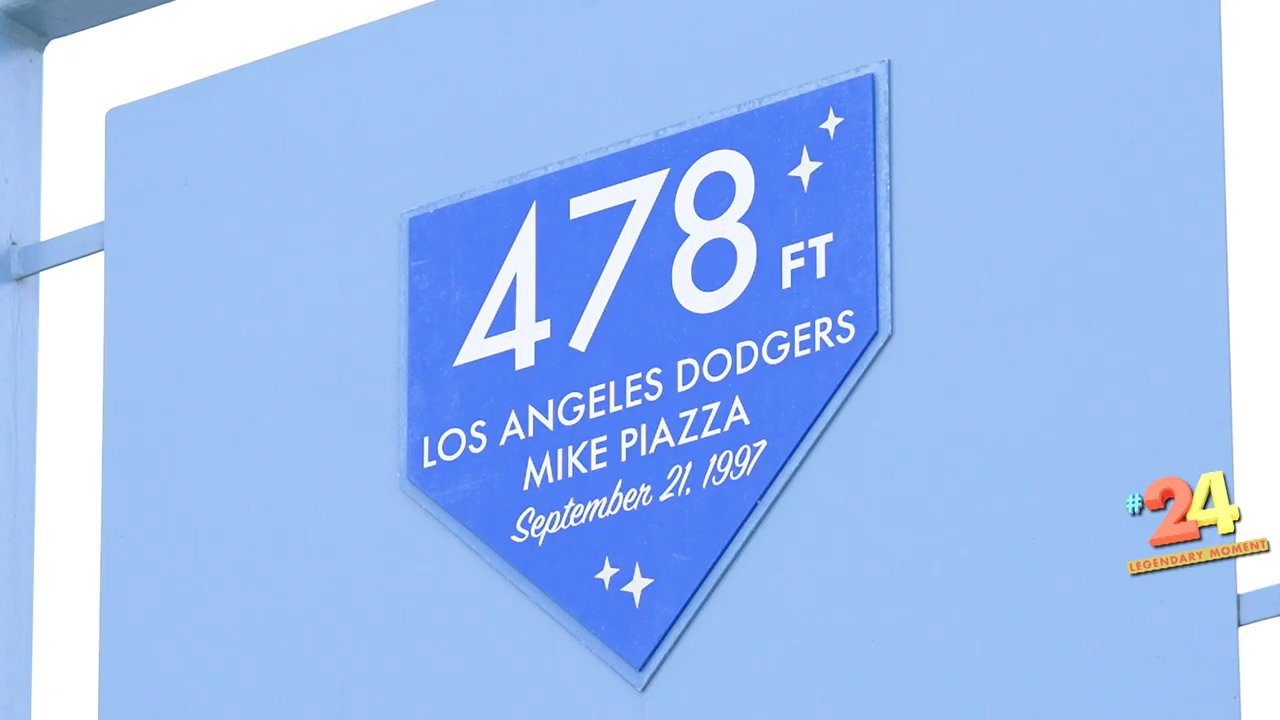 478 FT
LOS ANGELES DODGERS
MIKE PIAZZA
September 21, 1997
#24
LEGENDARY MOMENT